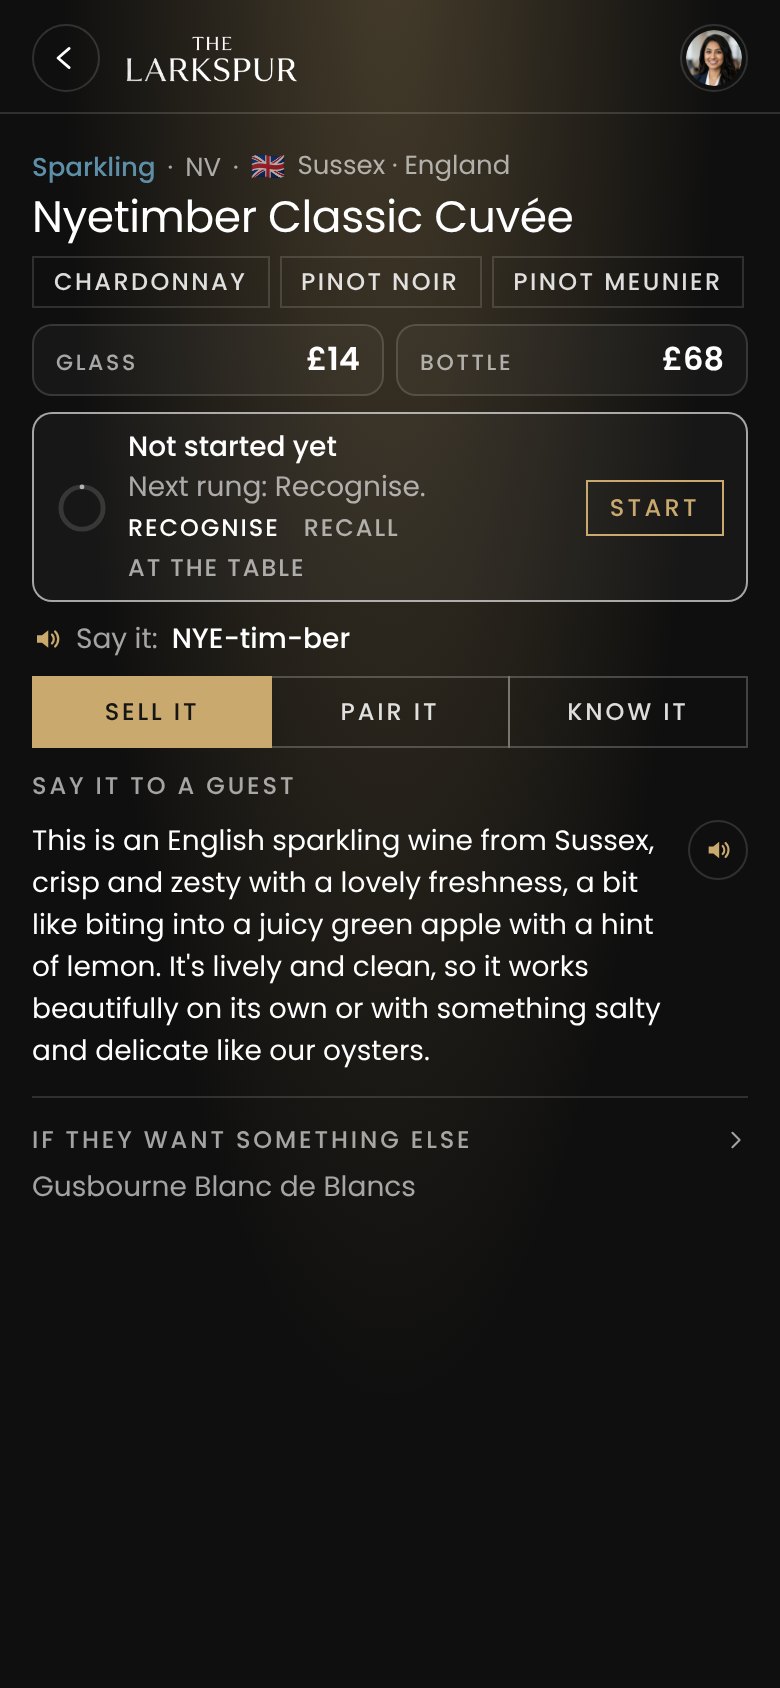 THE
LARKSPUR
Sparkling · NV · 🇬🇧 Sussex · England
Nyetimber Classic Cuvée
CHARDONNAY PINOT NOIR PINOT MEUNIER
GLASS £14 BOTTLE £68
Not started yet
Next rung: Recognise.
RECOGNISE RECALL
AT THE TABLE
START
Say it: NYE-tim-ber
SELL IT PAIR IT KNOW IT
SAY IT TO A GUEST
This is an English sparkling wine from Sussex,
crisp and zesty with a lovely freshness, a bit
like biting into a juicy green apple with a hint
of lemon. It's lively and clean, so it works
beautifully on its own or with something salty
and delicate like our oysters.
IF THEY WANT SOMETHING ELSE
Gusbourne Blanc de Blancs